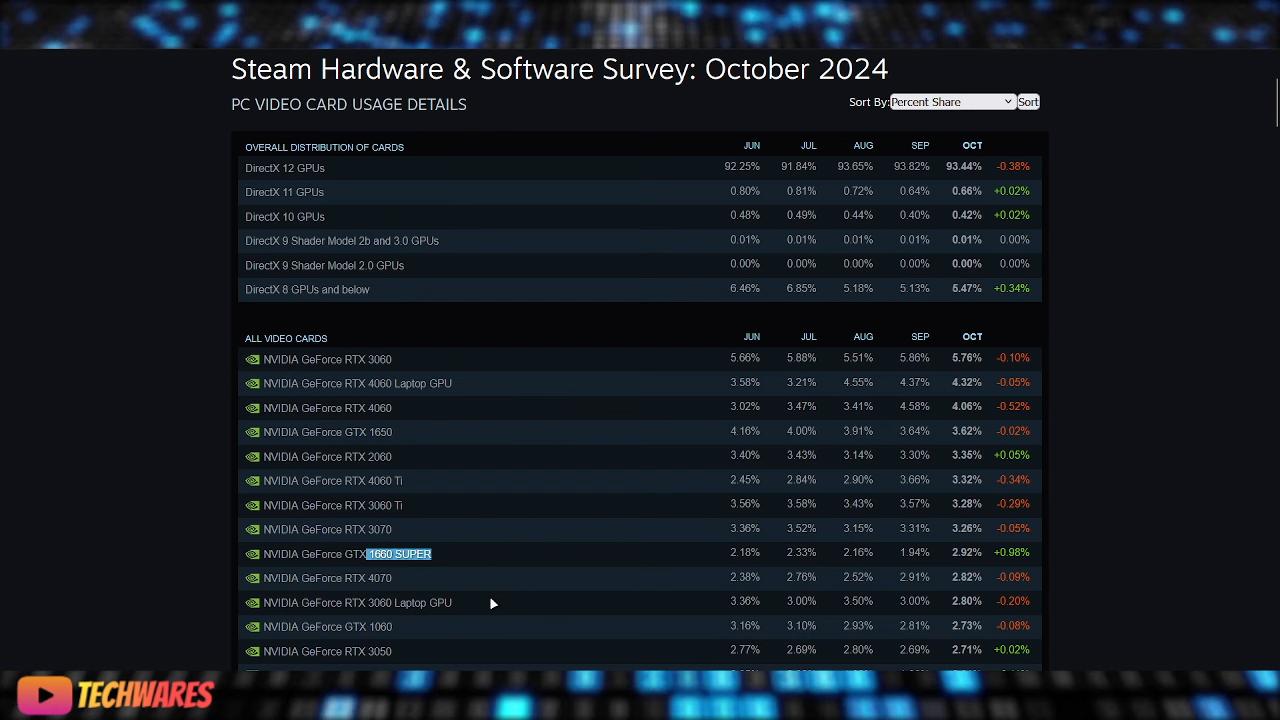 Steam Hardware & Software Survey: October 2024
PC VIDEO CARD USAGE DETAILS
Sort By: Percent Share Sort
OVERALL DISTRIBUTION OF CARDS JUN JUL AUG SEP OCT
DirectX 12 GPUs 92.25% 91.84% 93.65% 93.82% 93.44% -0.38%
DirectX 11 GPUs 0.80% 0.81% 0.72% 0.64% 0.66% +0.02%
DirectX 10 GPUs 0.48% 0.49% 0.44% 0.40% 0.42% +0.02%
DirectX 9 Shader Model 2b and 3.0 GPUs 0.01% 0.01% 0.01% 0.01% 0.01% 0.00%
DirectX 9 Shader Model 2.0 GPUs 0.00% 0.00% 0.00% 0.00% 0.00% 0.00%
DirectX 8 GPUs and below 6.46% 6.85% 5.18% 5.13% 5.47% +0.34%
ALL VIDEO CARDS JUN JUL AUG SEP OCT
NVIDIA GeForce RTX 3060 5.66% 5.88% 5.51% 5.86% 5.76% -0.10%
NVIDIA GeForce RTX 4060 Laptop GPU 3.58% 3.21% 4.55% 4.37% 4.32% -0.05%
NVIDIA GeForce RTX 4060 3.02% 3.47% 3.41% 4.58% 4.06% -0.52%
NVIDIA GeForce GTX 1650 4.16% 4.00% 3.91% 3.64% 3.62% -0.02%
NVIDIA GeForce RTX 2060 3.40% 3.43% 3.14% 3.30% 3.35% +0.05%
NVIDIA GeForce RTX 4060 Ti 2.45% 2.84% 2.90% 3.66% 3.32% -0.34%
NVIDIA GeForce RTX 3060 Ti 3.56% 3.58% 3.43% 3.57% 3.28% -0.29%
NVIDIA GeForce RTX 3070 3.36% 3.52% 3.15% 3.31% 3.26% -0.05%
NVIDIA GeForce GTX 1660 SUPER 2.18% 2.33% 2.16% 1.94% 2.92% +0.98%
NVIDIA GeForce RTX 4070 2.38% 2.76% 2.52% 2.91% 2.82% -0.09%
NVIDIA GeForce RTX 3060 Laptop GPU 3.36% 3.00% 3.50% 3.00% 2.80% -0.20%
NVIDIA GeForce GTX 1060 3.16% 3.10% 2.93% 2.81% 2.73% -0.08%
NVIDIA GeForce RTX 3050 2.77% 2.69% 2.80% 2.69% 2.71% +0.02%
TECHWARES